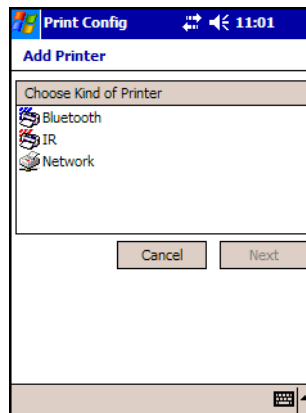 Print Config 11:01
Add Printer
Choose Kind of Printer
Bluetooth
IR
Network
Cancel Next